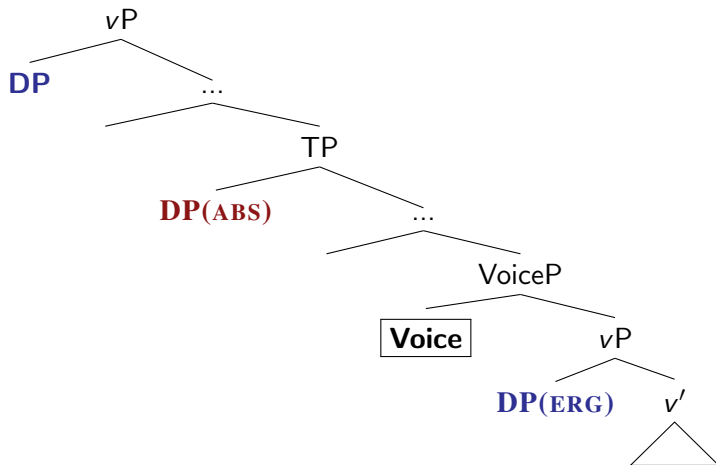 vP
DP
...
TP
DP(ABS)
...
VoiceP
Voice
vP
DP(ERG)
v′